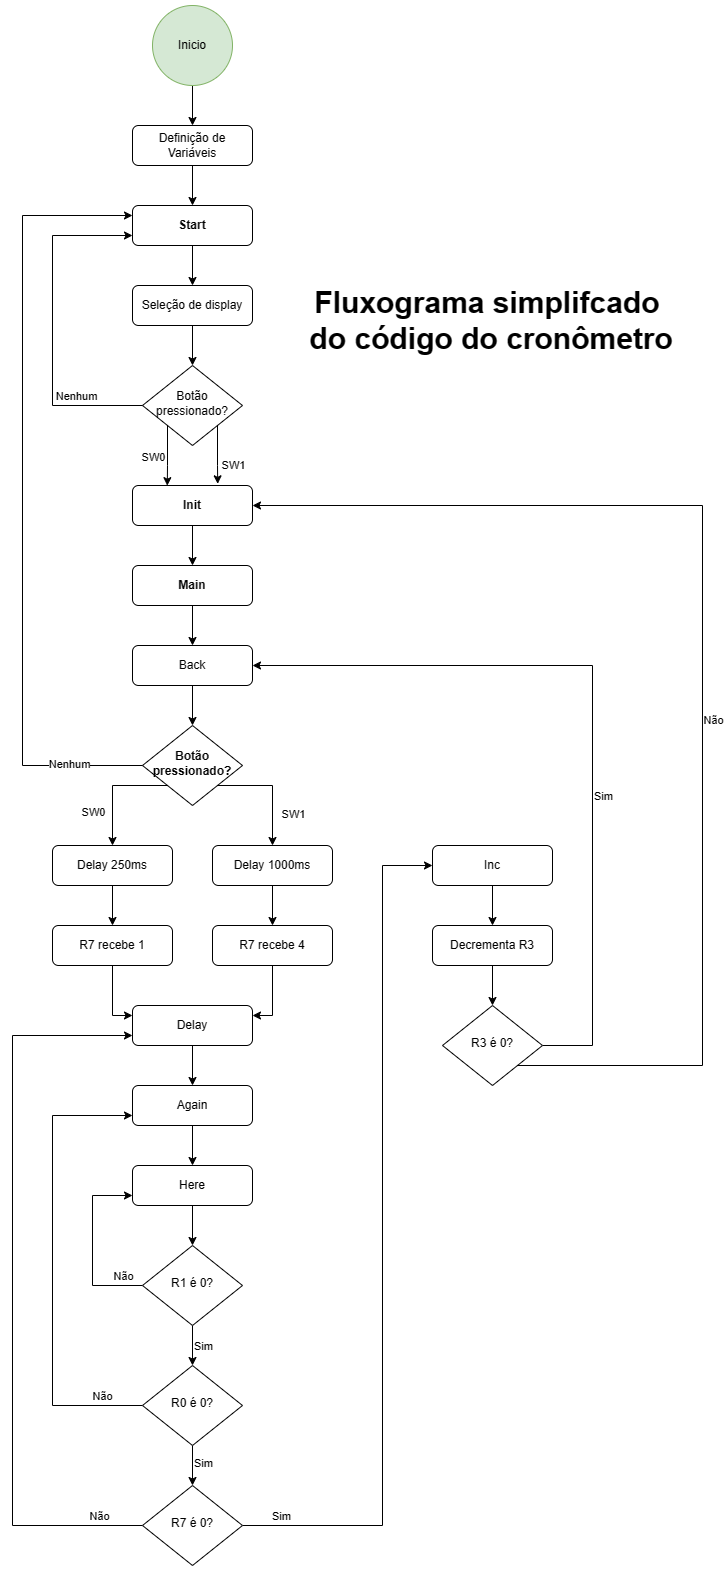 Inicio
Definição de
Variáveis
Start
Seleção de display
Fluxograma simplifcado
do código do cronômetro
Botão
pressionado?
Nenhum
SW0
SW1
Init
Main
Back
Não
Botão
pressionado?
Nenhum
Sim
SW0
SW1
Delay 250ms
Delay 1000ms
Inc
R7 recebe 1
R7 recebe 4
Decrementa R3
Delay
R3 é 0?
Again
Here
R1 é 0?
Não
Sim
R0 é 0?
Não
Sim
R7 é 0?
Não
Sim